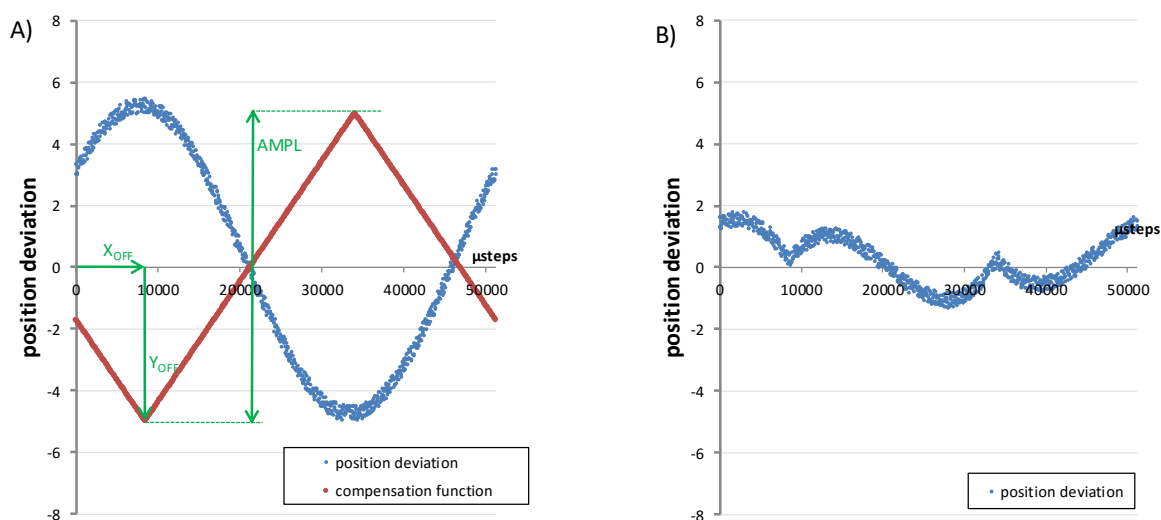 A)
8
6
4
2
0
-2
-4
-6
-8
position deviation
0
10000
20000
30000
40000
50000
µsteps
AMPL
X_OFF
Y_OFF
position deviation
compensation function
B)
8
6
4
2
0
-2
-4
-6
-8
position deviation
0
10000
20000
30000
40000
50000
µsteps
position deviation